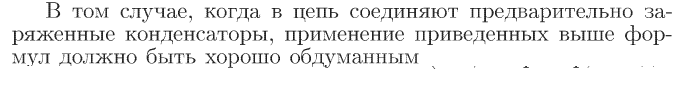 В том случае, когда в цепь соединяют предварительно за-
ряженные конденсаторы, применение приведенных выше фор-
мул должно быть хорошо обдуманным